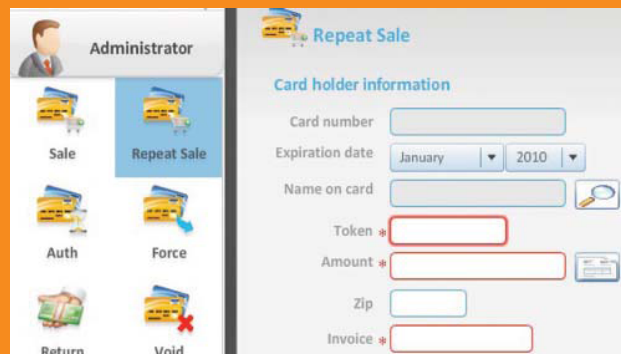 Administrator
Sale
Repeat Sale
Auth
Force
Return
Void
Repeat Sale
Card holder information
Card number
Expiration date
January
2010
Name on card
Token *
Amount *
Zip
Invoice *